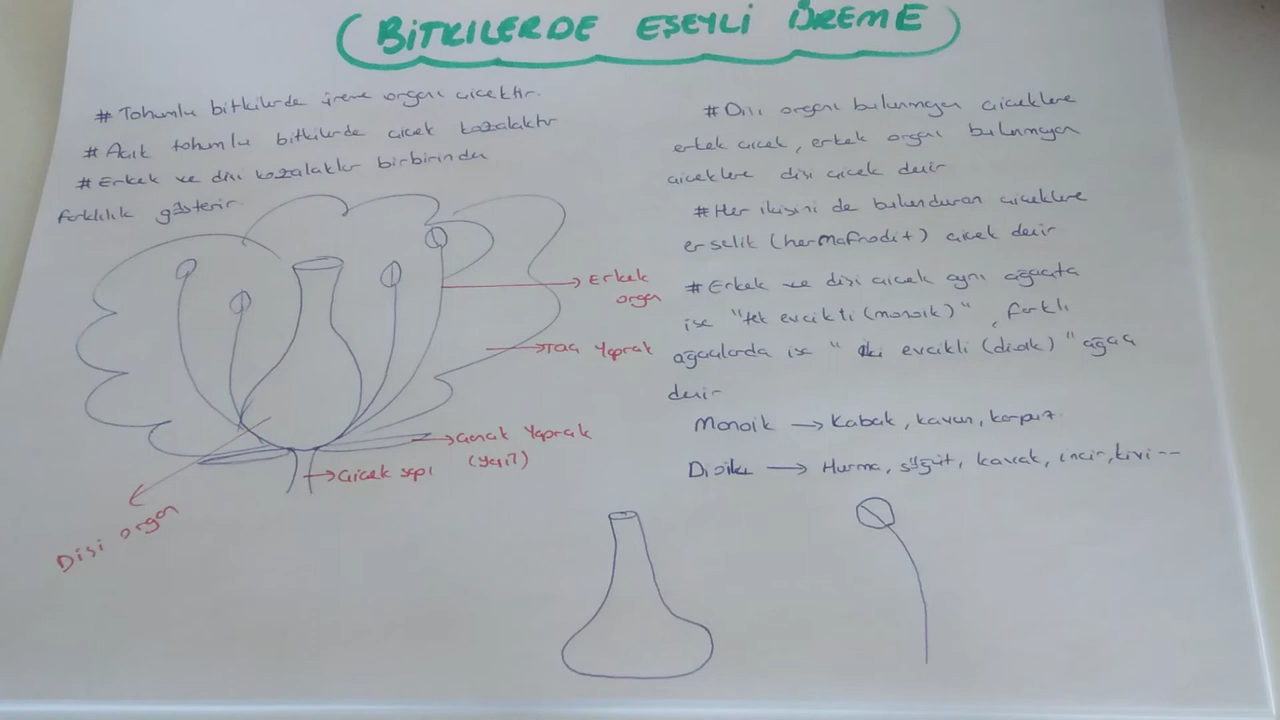 BİTKİLERDE EŞEYLİ ÜREME
# Tohumlu bitkilerde üreme organı çiçektir.
# Açık tohumlu bitkilerde çiçek kozalaktır
# Erkek ve dişi kozalaklar birbirinden
farklılık gösterir.
Erkek
organ
Taç Yaprak
Çanak Yaprak
(Yeşil)
Çiçek sapı
Dişi organ
# Dişi organı bulunmayan çiçeklere
erkek çiçek, erkek organı bulunmayan
çiçeklere dişi çiçek denir
# Her ikisini de bulunduran çiçeklere
erselik (hermafrodit) çiçek denir
# Erkek ve dişi çiçek aynı ağaçta
ise "tek evcikli (monoik)", farklı
ağaçlarda ise "iki evcikli (dioik)" ağaç
denir
Monoik → Kabak, kavun, karpuz
Dioik → Hurma, söğüt, kavak, incir, kivi --